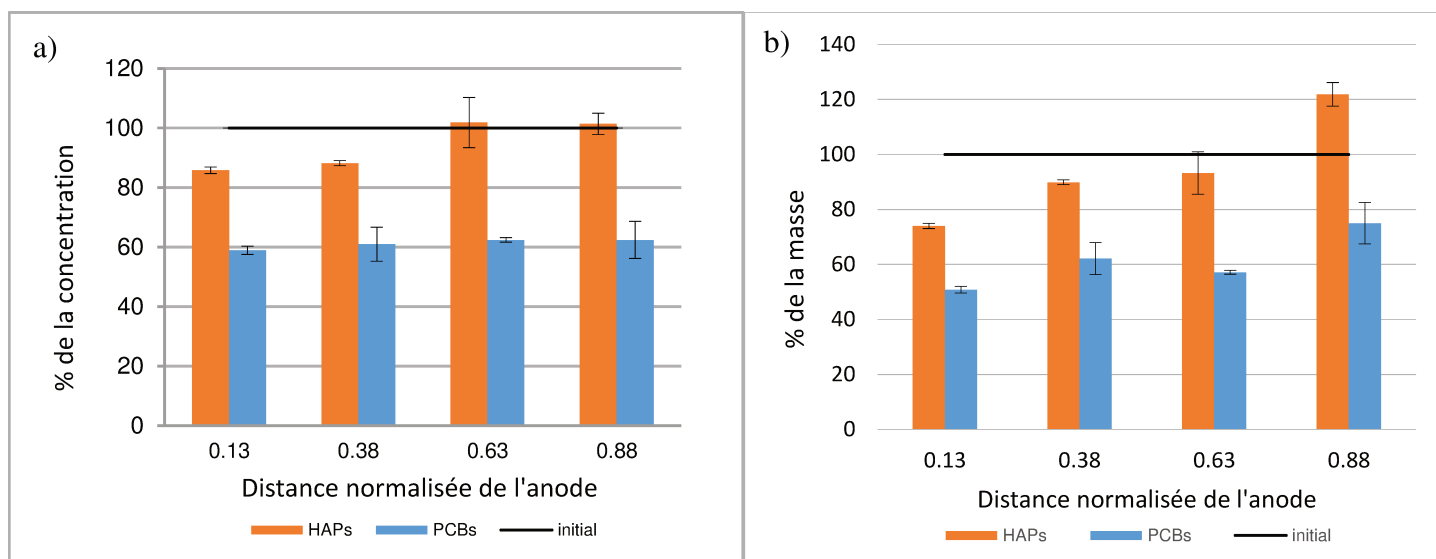 a)
% de la concentration
120
100
80
60
40
20
0
0.13 0.38 0.63 0.88
Distance normalisée de l'anode
HAPs PCBs initial
b)
% de la masse
140
120
100
80
60
40
20
0
0.13 0.38 0.63 0.88
Distance normalisée de l'anode
HAPs PCBs initial